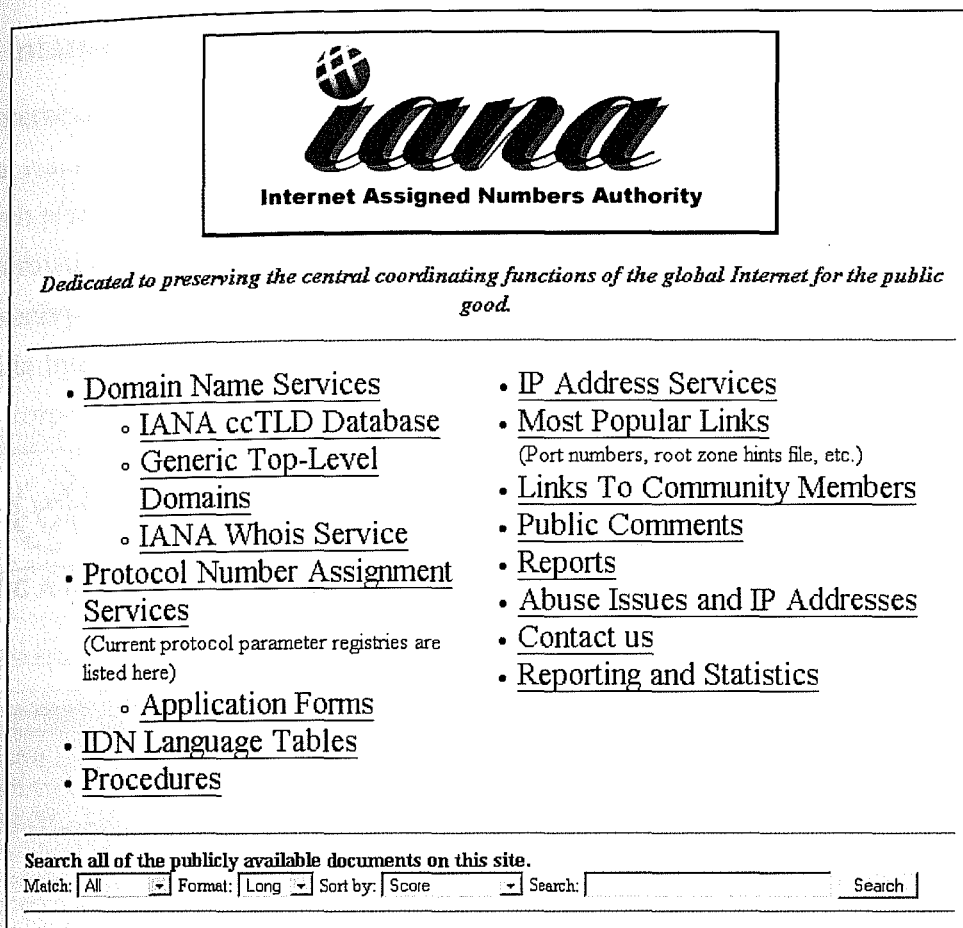 iana
Internet Assigned Numbers Authority
Dedicated to preserving the central coordinating functions of the global Internet for the public
good.
Domain Name Services
IANA ccTLD Database
Generic Top-Level
Domains
IANA Whois Service
Protocol Number Assignment
Services
(Current protocol parameter registries are
listed here)
Application Forms
IDN Language Tables
Procedures
IP Address Services
Most Popular Links
(Port numbers, root zone hints file, etc.)
Links To Community Members
Public Comments
Reports
Abuse Issues and IP Addresses
Contact us
Reporting and Statistics
Search all of the publicly available documents on this site.
Match: All Format: Long Sort by: Score Search: Search